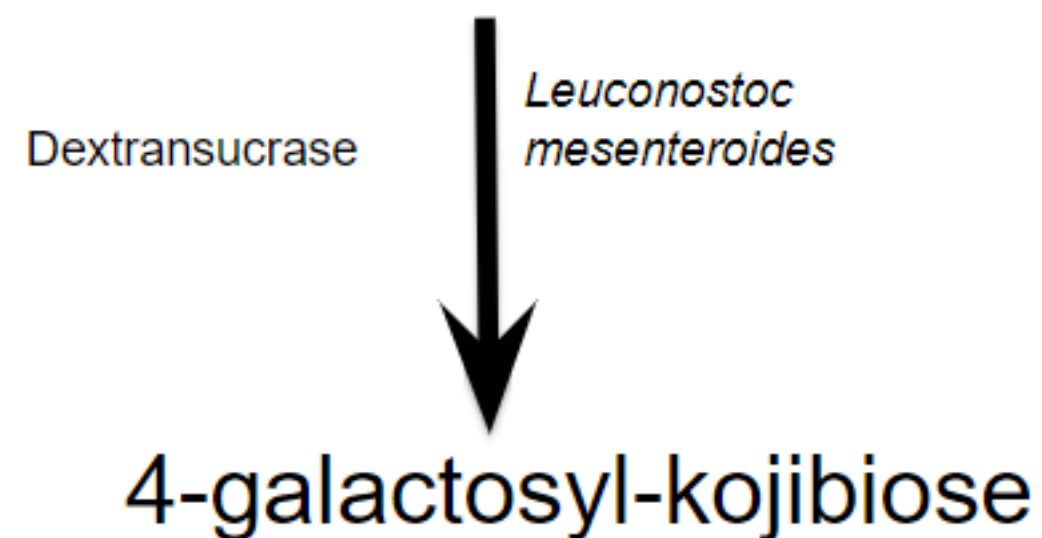 Leuconostoc
Dextransucrase
mesenteroides
4-galactosyl-kojibiose